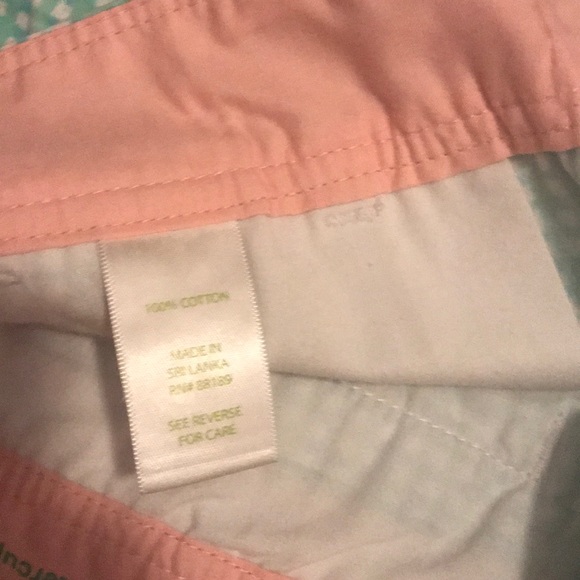 100% COTTON
MADE IN
SRI LANKA
RN# 88189
SEE REVERSE
FOR CARE